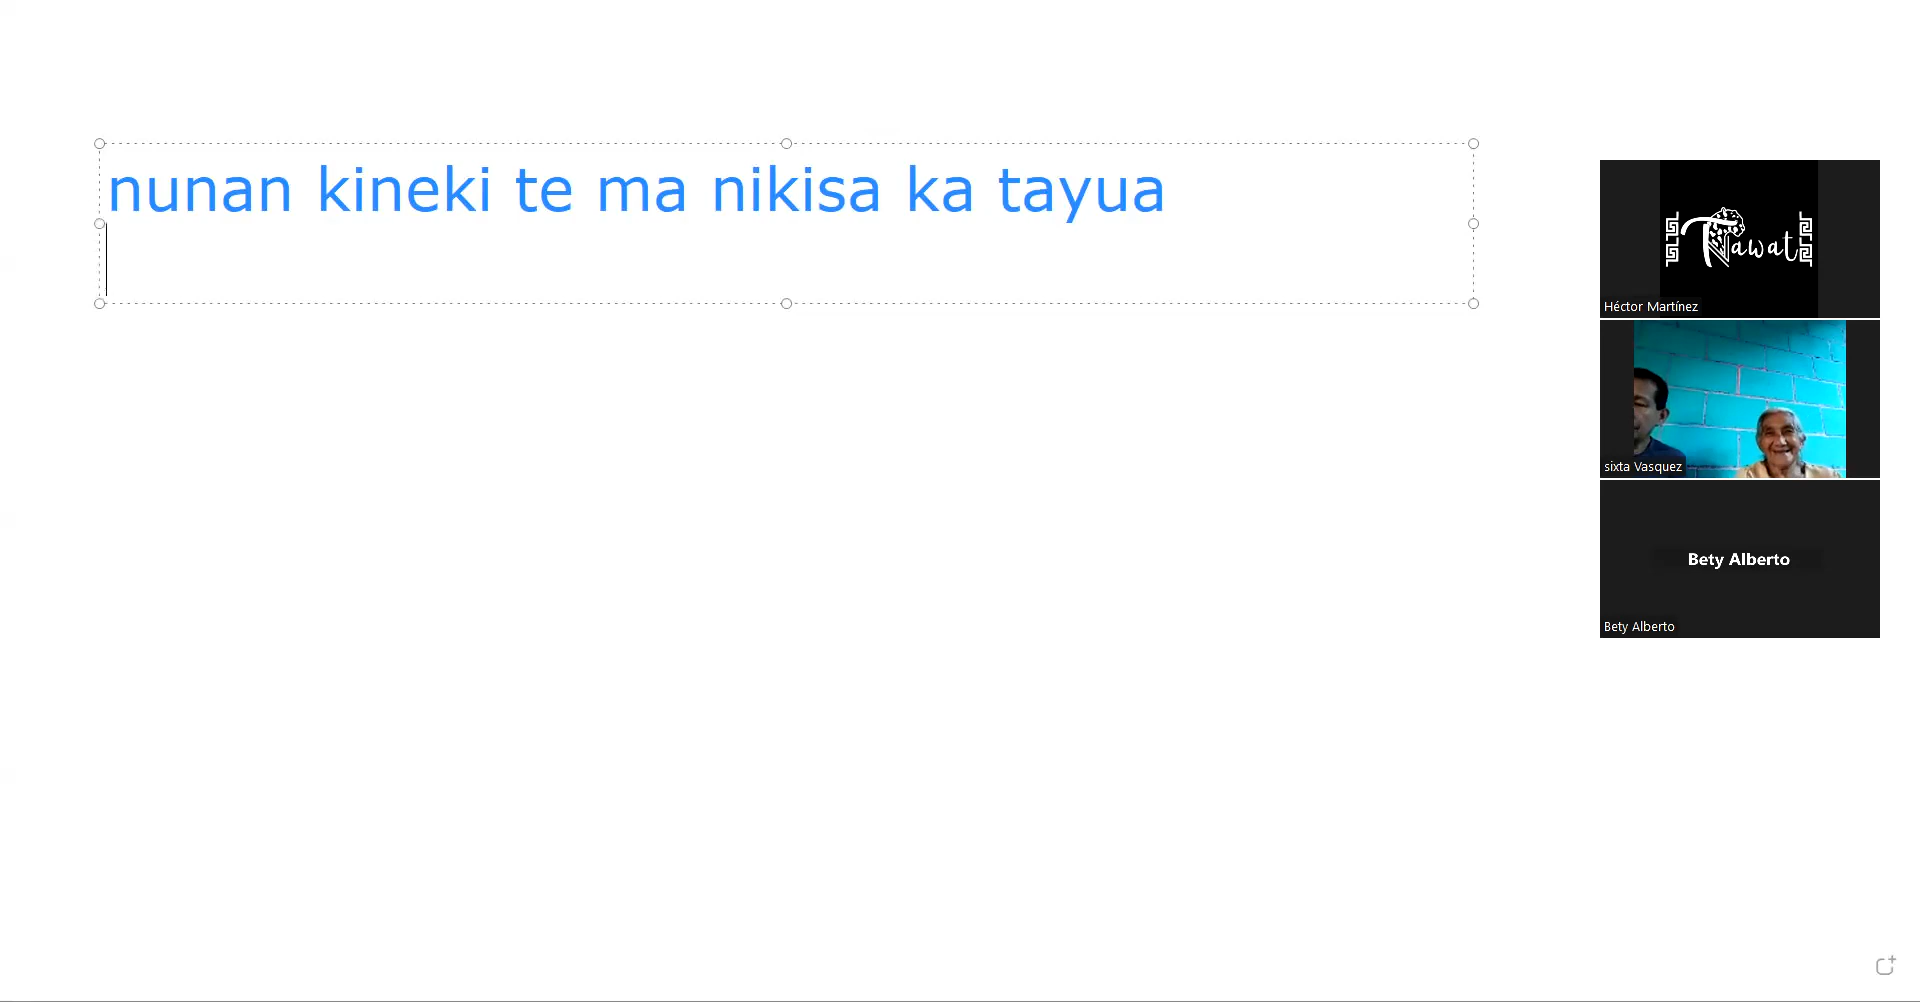 nunan kineki te ma nikisa ka tayua
Nawat
Héctor Martínez
sixta Vasquez
Bety Alberto
Bety Alberto